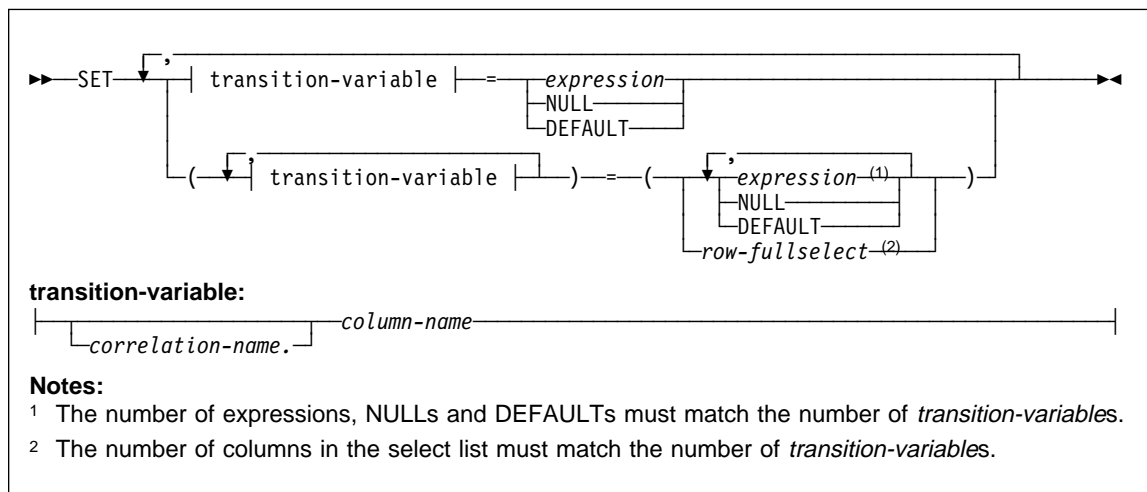 ,
SET transition-variable = expression
NULL
DEFAULT
, ,
( transition-variable ) = ( expression (1) )
NULL
DEFAULT
row-fullselect (2)
transition-variable:
column-name
correlation-name.
Notes:
1 The number of expressions, NULLs and DEFAULTs must match the number of transition-variables.
2 The number of columns in the select list must match the number of transition-variables.